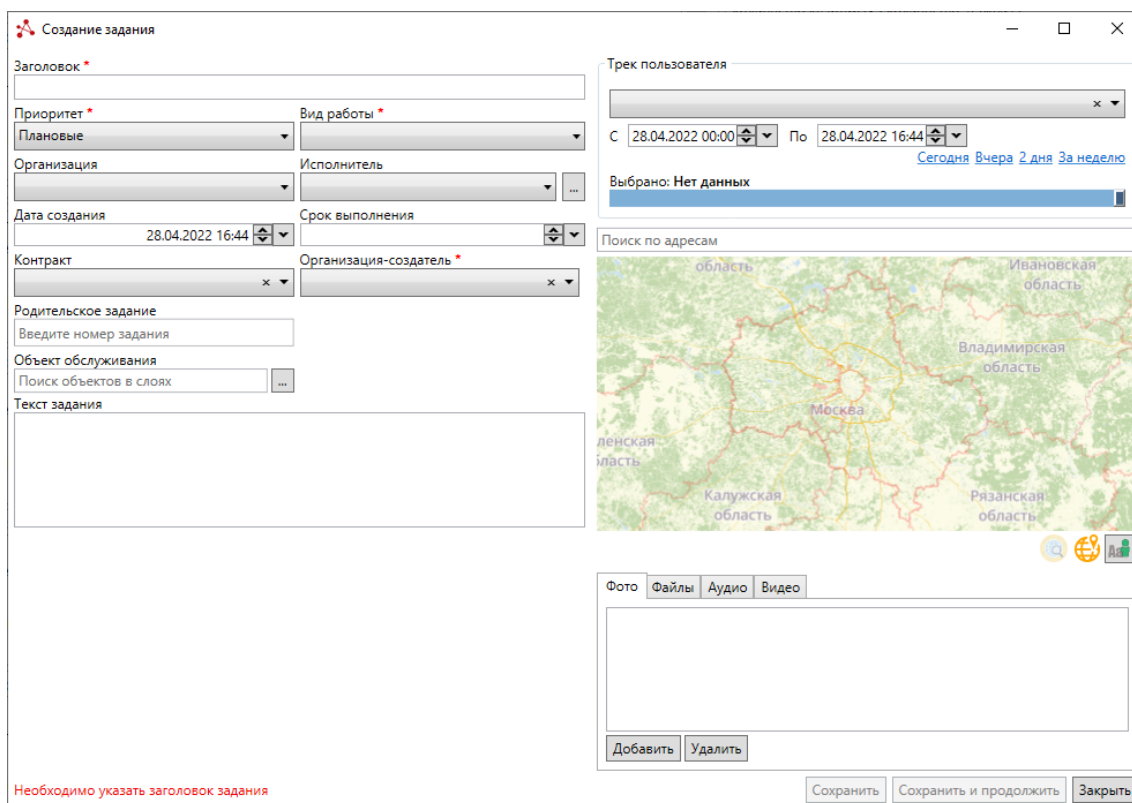 Создание задания
Заголовок *
Приоритет * Вид работы *
Плановые
Организация Исполнитель
...
Дата создания Срок выполнения
28.04.2022 16:44
Контракт Организация-создатель *
× ×
Родительское задание
Введите номер задания
Объект обслуживания
Поиск объектов в слоях ...
Текст задания
Необходимо указать заголовок задания
Трек пользователя
×
С 28.04.2022 00:00 По 28.04.2022 16:44
Сегодня Вчера 2 дня За неделю
Выбрано: Нет данных
Поиск по адресам
область Ивановская
область
Владимирская
область
Москва
ленская
ласть
Калужская
область
Рязанская
область
Aa
Фото Файлы Аудио Видео
Добавить Удалить
Сохранить Сохранить и продолжить Закрыть